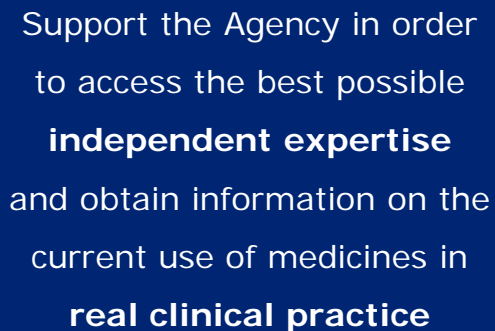 Support the Agency in order
to access the best possible
independent expertise
and obtain information on the
current use of medicines in
real clinical practice